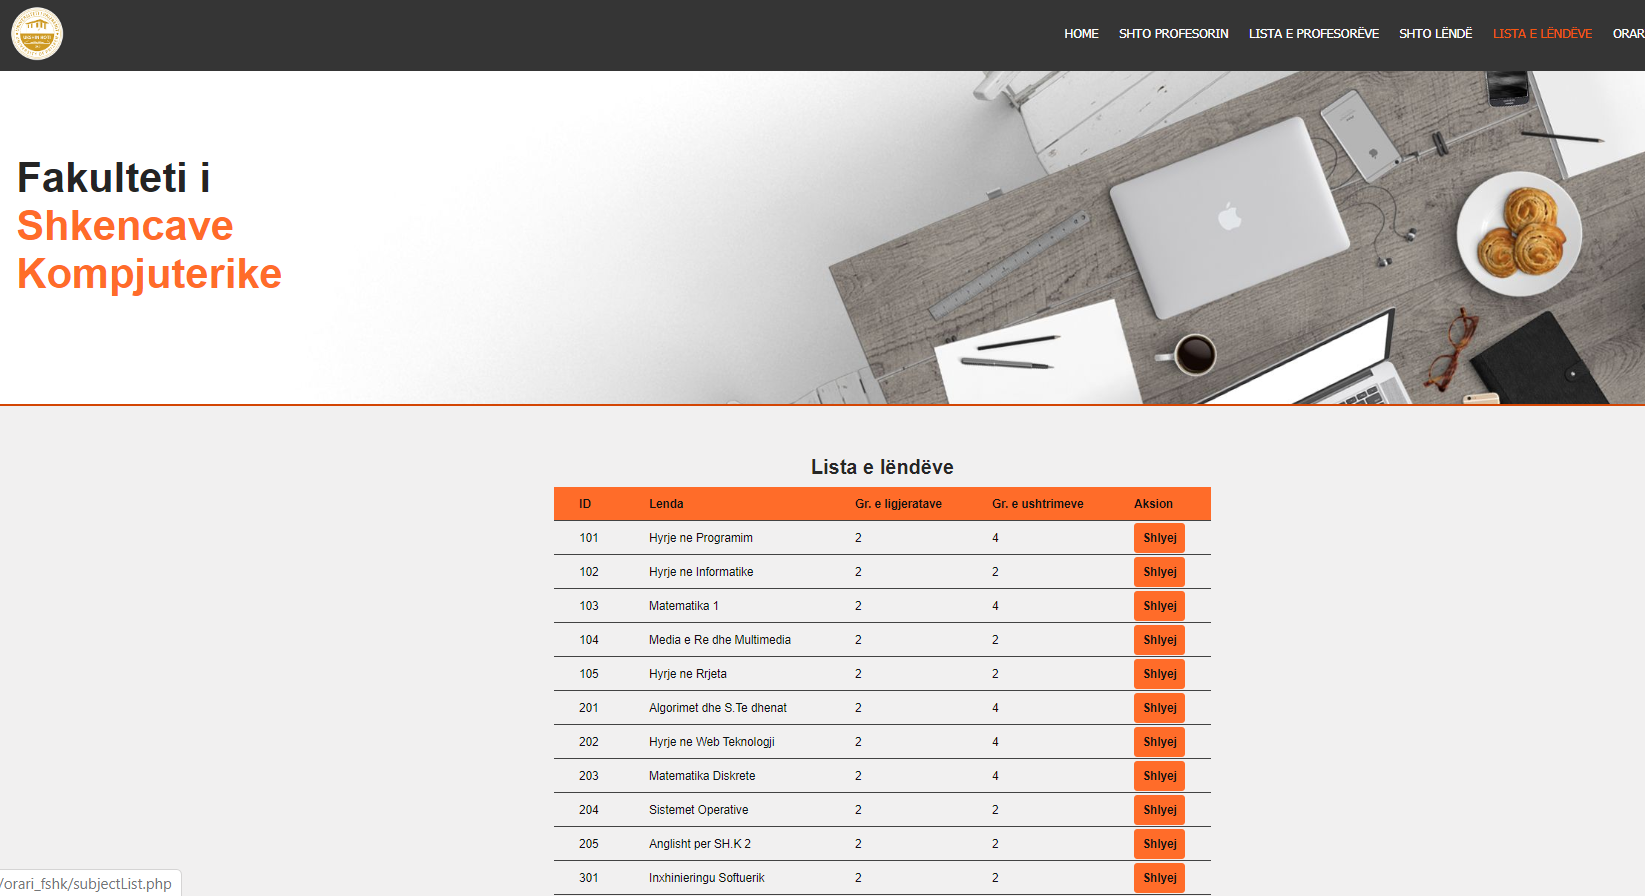 HOME SHTO PROFESORIN LISTA E PROFESORËVE SHTO LËNDË LISTA E LËNDËVE ORAR
Fakulteti i
Shkencave
Kompjuterike
Lista e lëndëve
ID Lenda Gr. e ligjeratave Gr. e ushtrimeve Aksion
101 Hyrje ne Programim 2 4 Shlyej
102 Hyrje ne Informatike 2 2 Shlyej
103 Matematika 1 2 4 Shlyej
104 Media e Re dhe Multimedia 2 2 Shlyej
105 Hyrje ne Rrjeta 2 2 Shlyej
201 Algorimet dhe S.Te dhenat 2 4 Shlyej
202 Hyrje ne Web Teknologji 2 4 Shlyej
203 Matematika Diskrete 2 4 Shlyej
204 Sistemet Operative 2 2 Shlyej
205 Anglisht per SH.K 2 2 2 Shlyej
301 Inxhinieringu Softuerik 2 2 Shlyej
/orari_fshk/subjectList.php